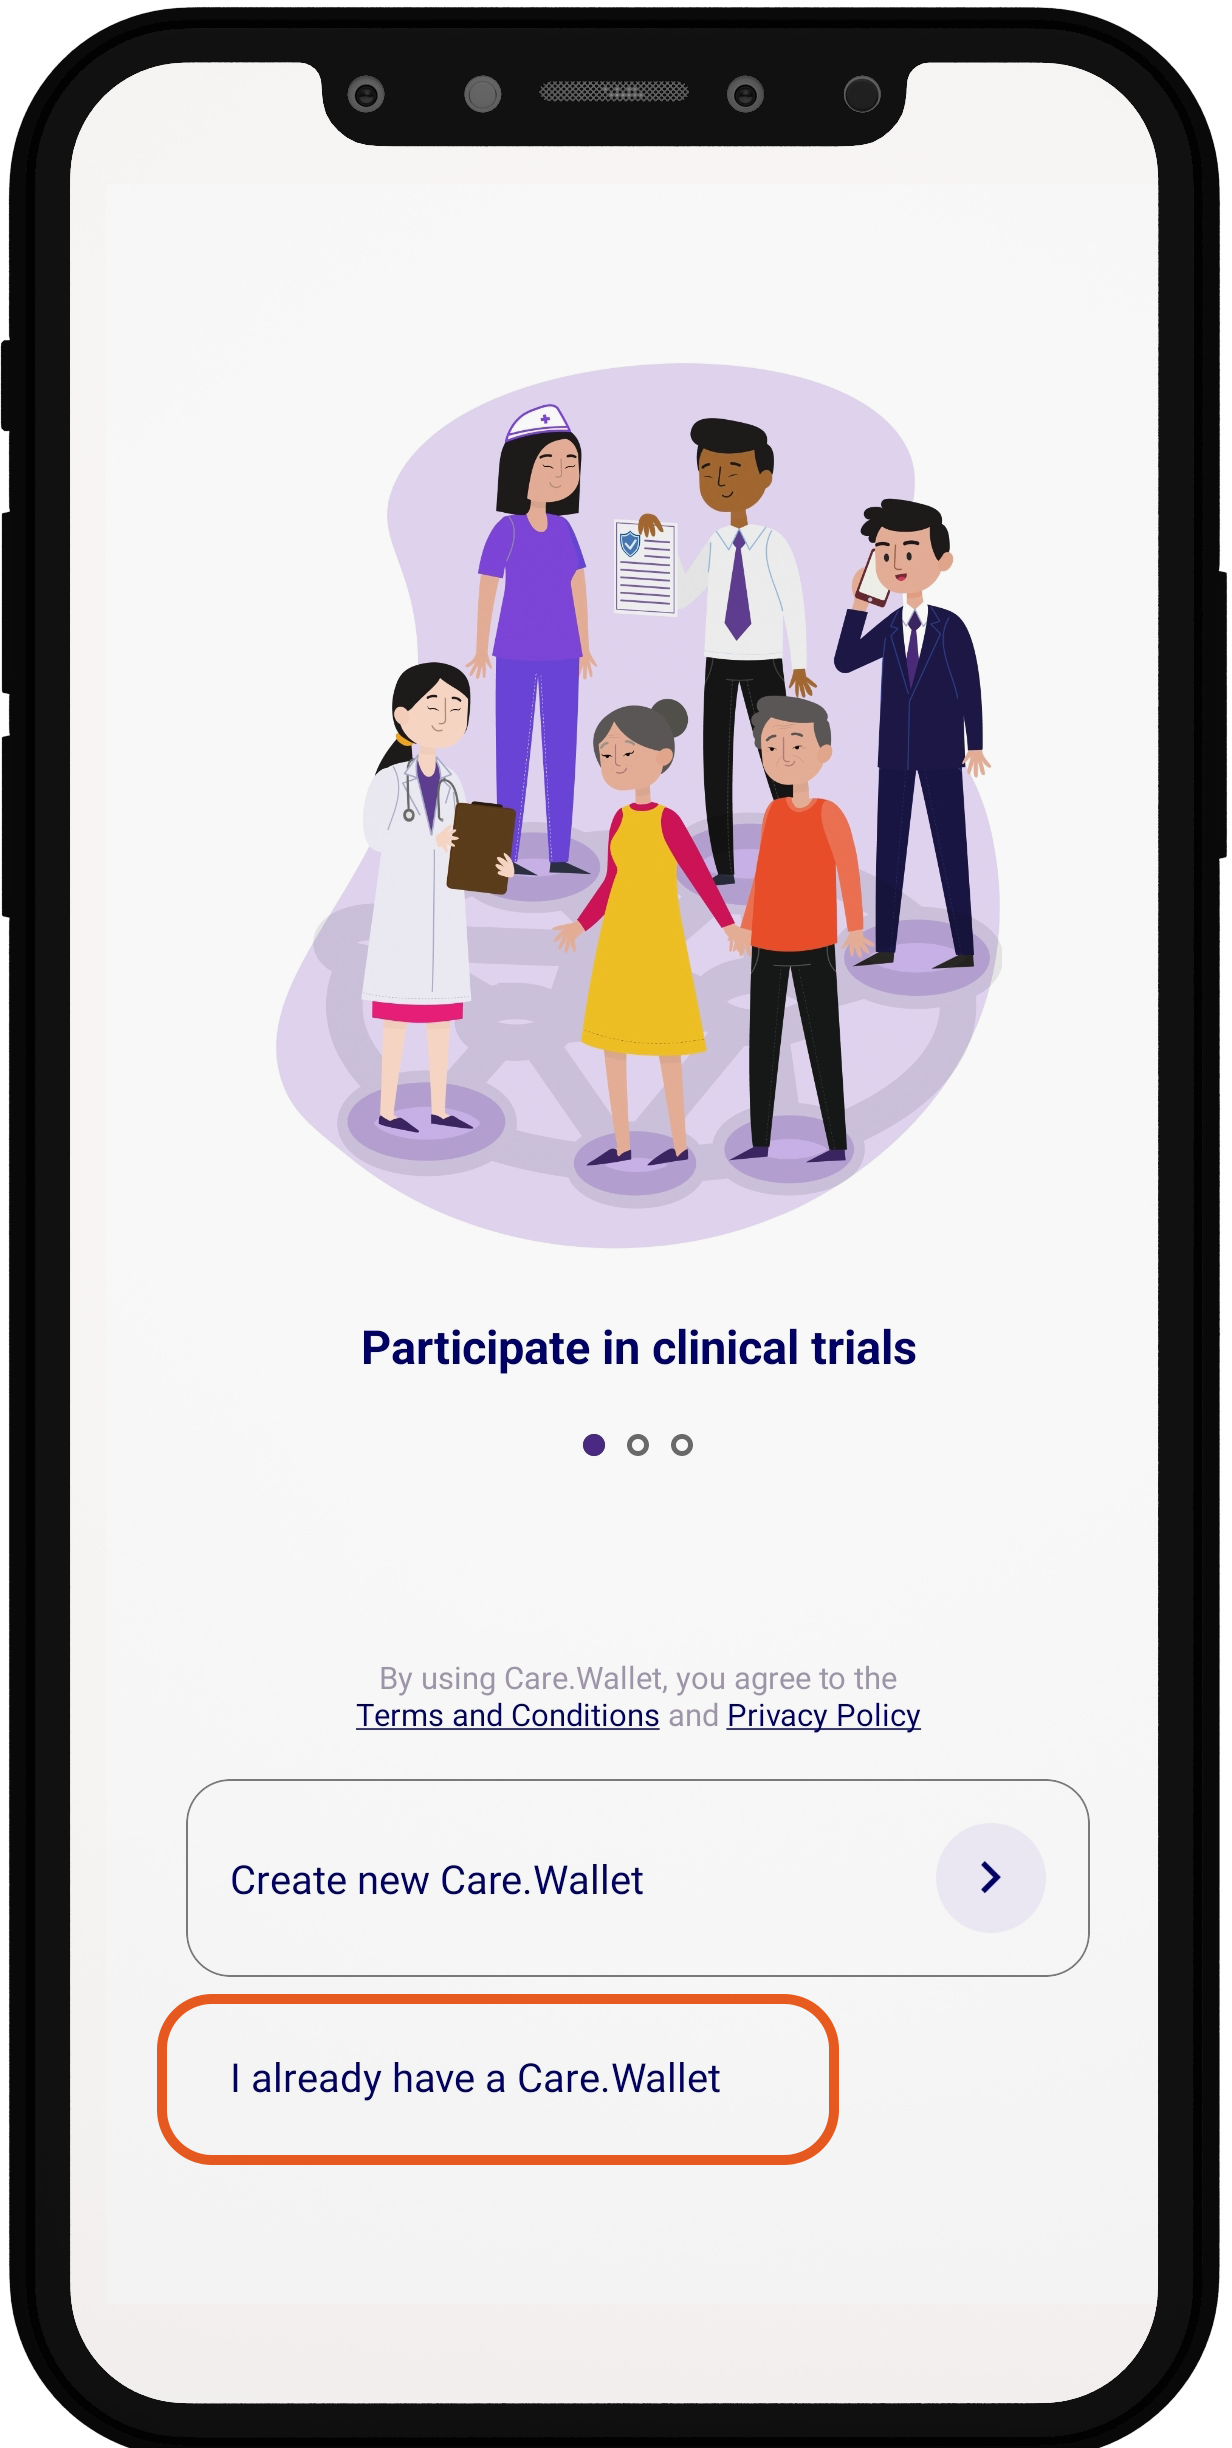 Participate in clinical trials
By using Care.Wallet, you agree to the
Terms and Conditions and Privacy Policy
Create new Care.Wallet
I already have a Care.Wallet